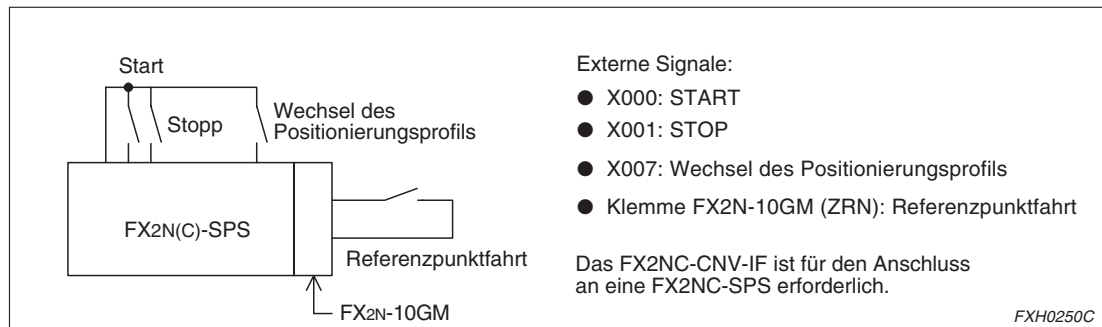 Start
Stopp
Wechsel des
Positionierungsprofils
FX2N(C)-SPS
Referenzpunktfahrt
FX2N-10GM
Externe Signale:
● X000: START
● X001: STOP
● X007: Wechsel des Positionierungsprofils
● Klemme FX2N-10GM (ZRN): Referenzpunktfahrt
Das FX2NC-CNV-IF ist für den Anschluss
an eine FX2NC-SPS erforderlich.
FXH0250C